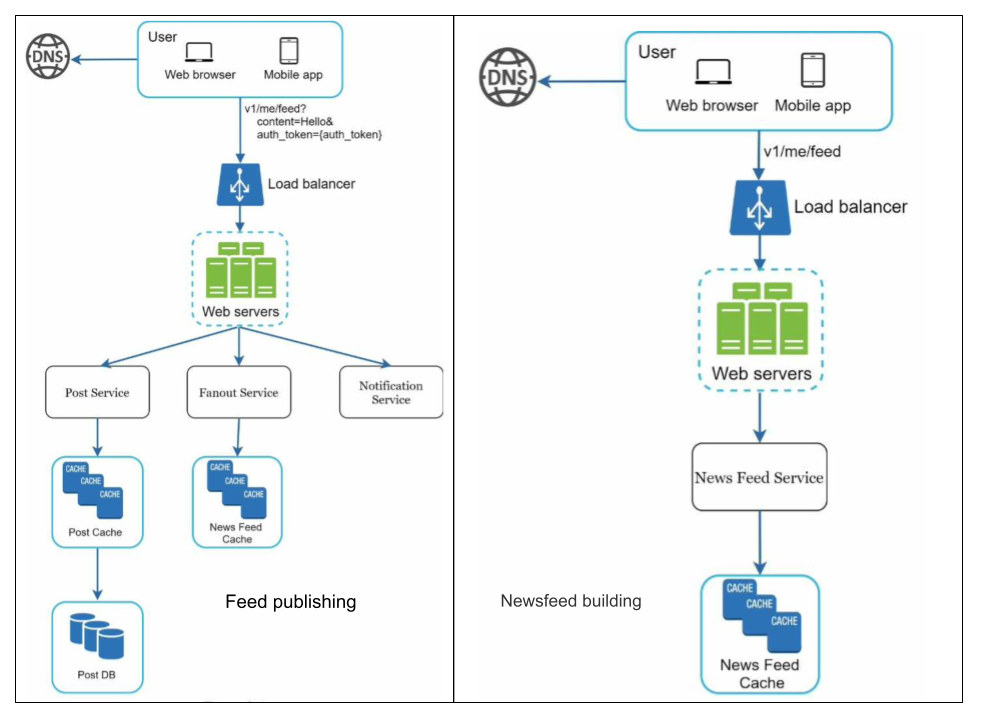 DNS
User
Web browser
Mobile app
v1/me/feed?
content=Hello&
auth_token={auth_token}
Load balancer
Web servers
Post Service
Fanout Service
Notification
Service
CACHE
CACHE
CACHE
Post Cache
CACHE
CACHE
CACHE
News Feed
Cache
Feed publishing
Post DB
DNS
User
Web browser
Mobile app
v1/me/feed
Load balancer
Web servers
News Feed Service
CACHE
CACHE
CACHE
Newsfeed building
News Feed
Cache